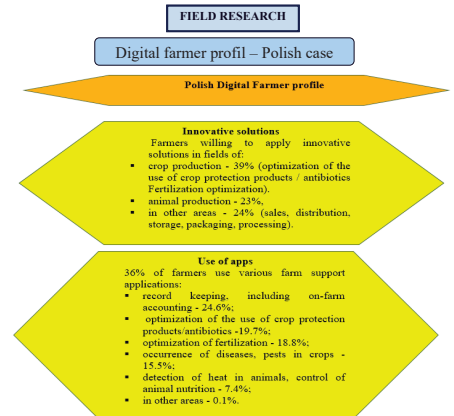 FIELD RESEARCH
Digital farmer profil – Polish case
Polish Digital Farmer profile
Innovative solutions
Farmers willing to apply innovative
solutions in fields of:
▪ crop production - 39% (optimization of the
use of crop protection products / antibiotics
Fertilization optimization).
▪ animal production - 23%,
▪ in other areas - 24% (sales, distribution,
storage, packaging, processing).
Use of apps
36% of farmers use various farm support
applications:
▪ record keeping, including on-farm
accounting - 24.6%;
▪ optimization of the use of crop protection
products/antibiotics -19.7%;
▪ optimization of fertilization - 18.8%;
▪ occurrence of diseases, pests in crops -
15.5%;
▪ detection of heat in animals, control of
animal nutrition - 7.4%;
▪ in other areas - 0.1%.